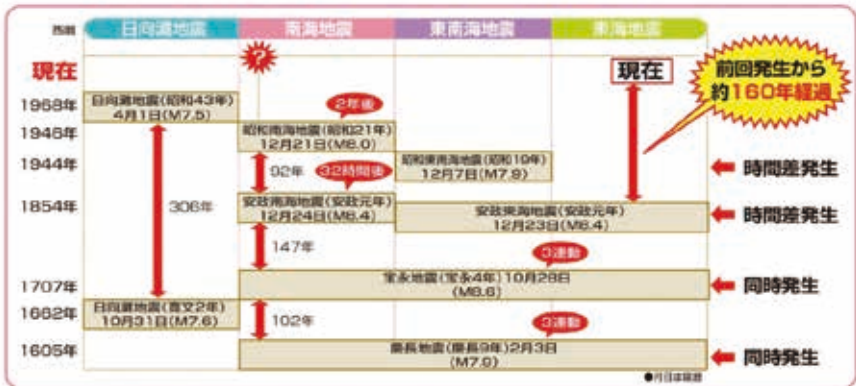 西暦
日向灘地震
南海地震
東南海地震
東海地震
現在
?
現在
前回発生から
約160年経過
1968年
日向灘地震(昭和43年)
4月1日(M7.5)
2年後
1946年
昭和南海地震(昭和21年)
12月21日(M8.0)
1944年
92年
32時間後
昭和東南海地震(昭和19年)
12月7日(M7.9)
時間差発生
1854年
306年
安政南海地震(安政元年)
12月24日(M8.4)
安政東海地震(安政元年)
12月23日(M8.4)
時間差発生
147年
3連動
1707年
宝永地震(宝永4年)10月28日
(M8.6)
同時発生
1662年
日向灘地震(寛文2年)
10月31日(M7.6)
102年
3連動
1605年
慶長地震(慶長9年)2月3日
(M7.9)
同時発生